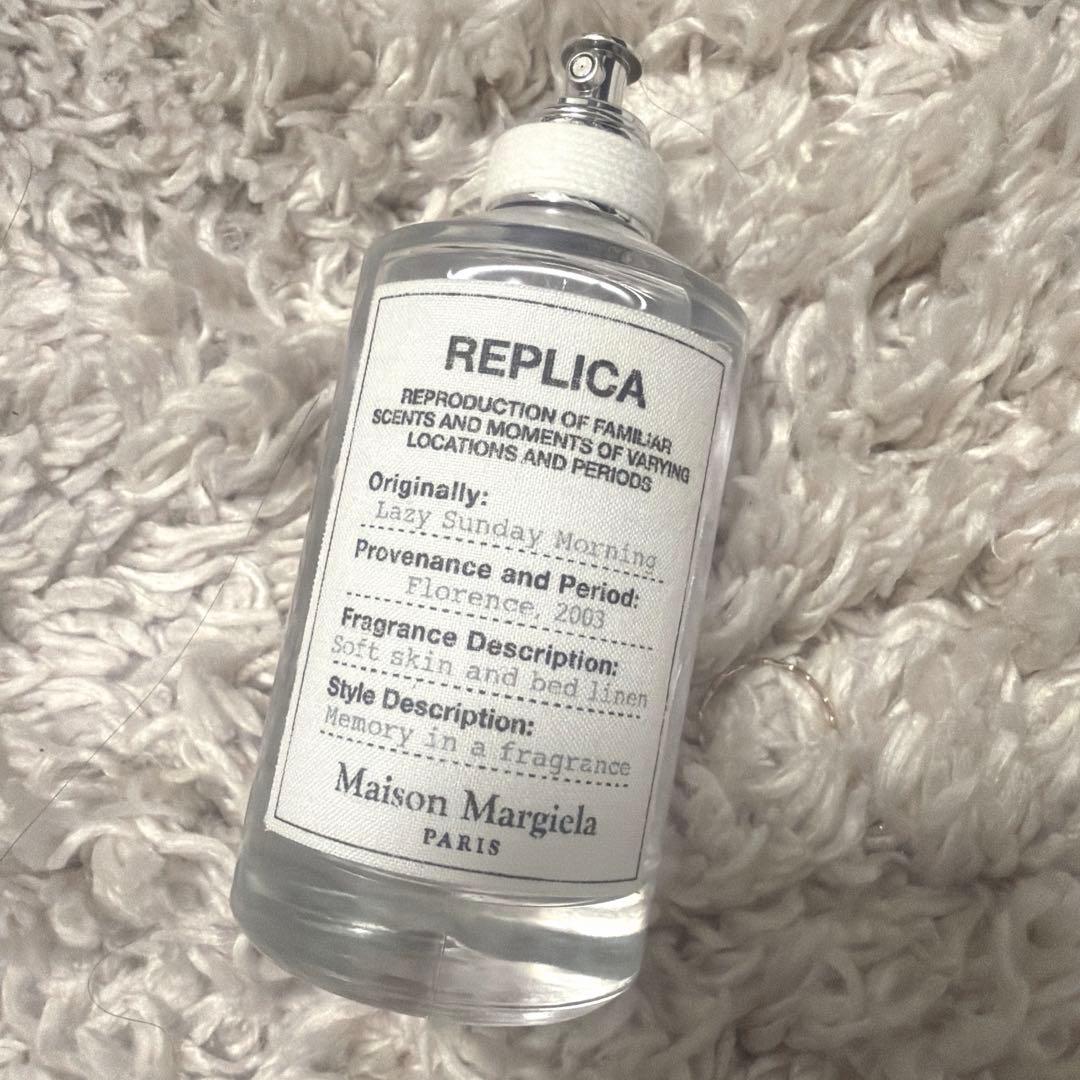 REPLICA
REPRODUCTION OF FAMILIAR
SCENTS AND MOMENTS OF VARYING
LOCATIONS AND PERIODS
Originally:
Lazy Sunday Morning
Provenance and Period:
Florence, 2003
Fragrance Description:
Soft skin and bed linen
Style Description:
Memory in a fragrance
Maison Margiela
PARIS